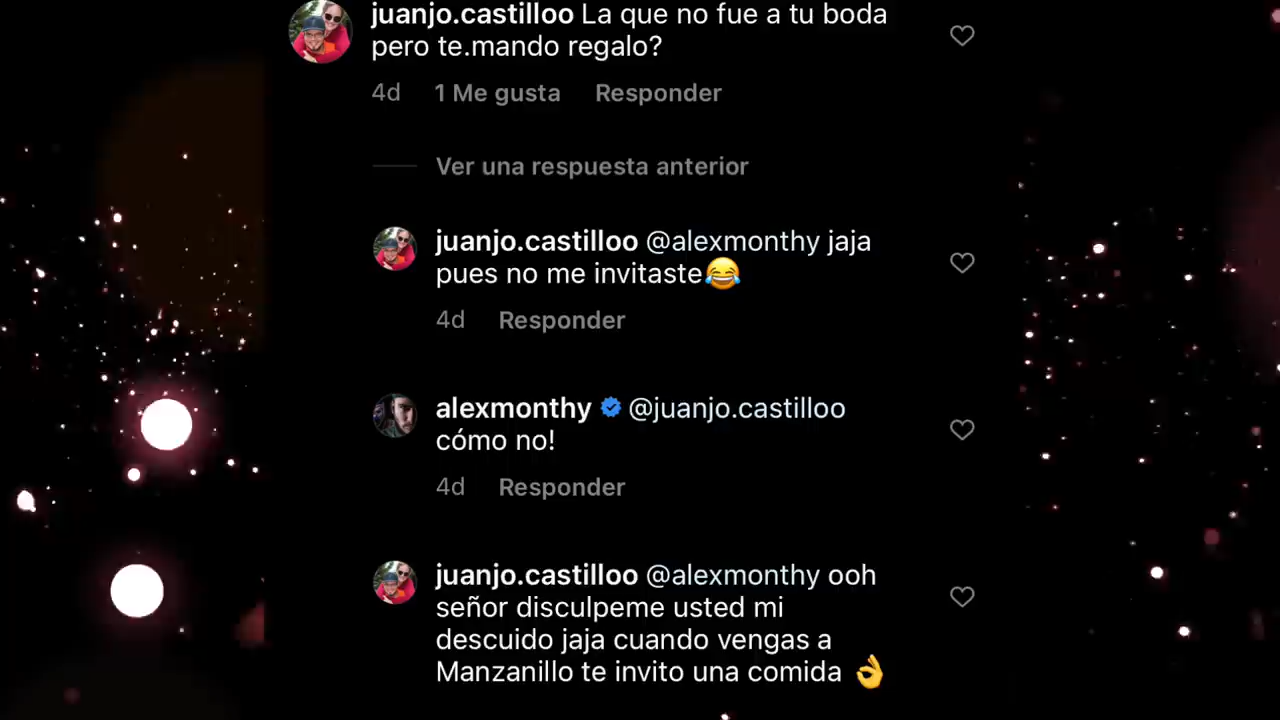 juanjo.castilloo La que no fue a tu boda
pero te.mando regalo?
4d 1 Me gusta Responder
Ver una respuesta anterior
juanjo.castilloo @alexmonthy jaja
pues no me invitaste😂
4d Responder
alexmonthy @juanjo.castilloo
cómo no!
4d Responder
juanjo.castilloo @alexmonthy ooh
señor disculpeme usted mi
descuido jaja cuando vengas a
Manzanillo te invito una comida 👌